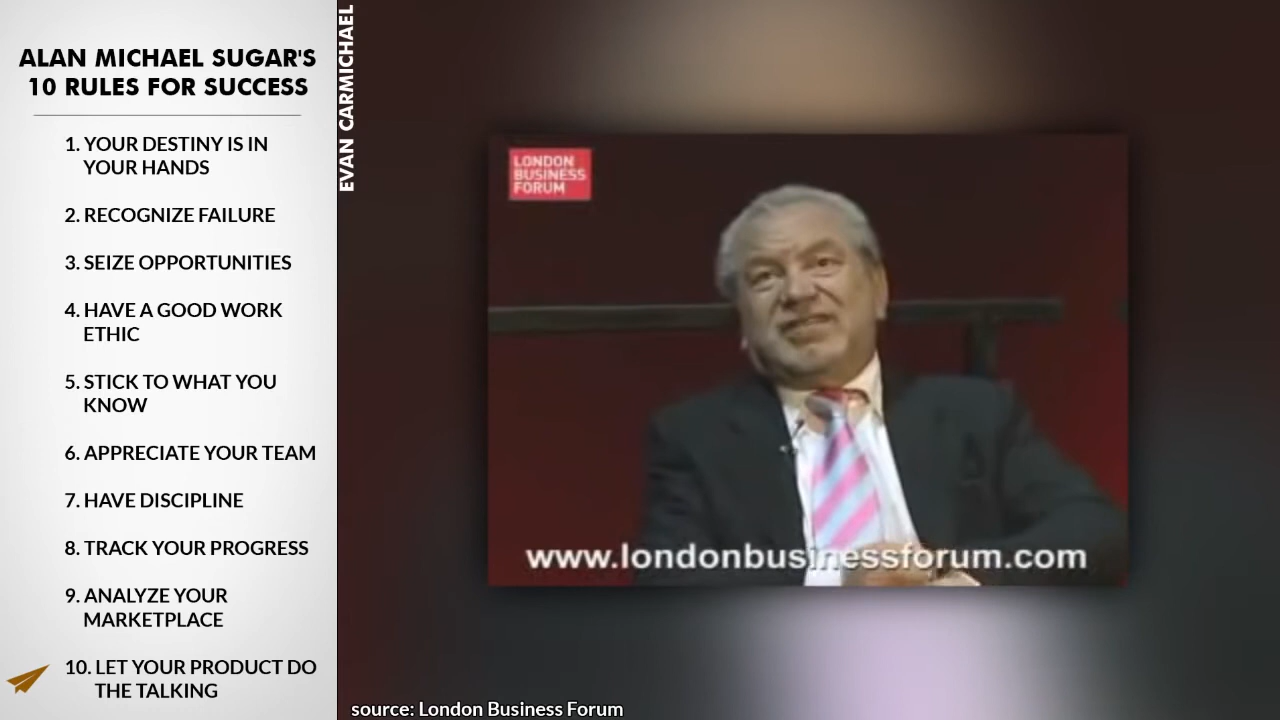 ALAN MICHAEL SUGAR'S
10 RULES FOR SUCCESS
1. YOUR DESTINY IS IN
YOUR HANDS
2. RECOGNIZE FAILURE
3. SEIZE OPPORTUNITIES
4. HAVE A GOOD WORK
ETHIC
5. STICK TO WHAT YOU
KNOW
6. APPRECIATE YOUR TEAM
7. HAVE DISCIPLINE
8. TRACK YOUR PROGRESS
9. ANALYZE YOUR
MARKETPLACE
10. LET YOUR PRODUCT DO
THE TALKING
EVAN CARMICHAEL
LONDON
BUSINESS
FORUM
www.londonbusinessforum.com
source: London Business Forum